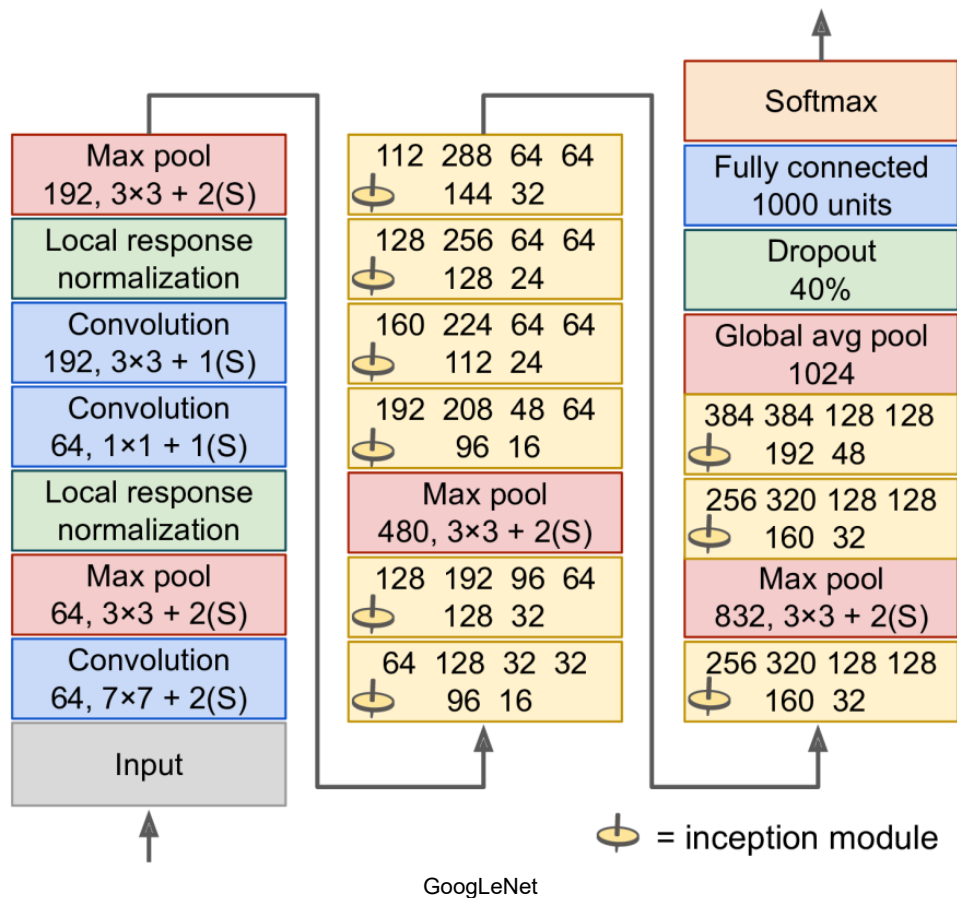 Max pool
192, 3×3 + 2(S)
Local response
normalization
Convolution
192, 3×3 + 1(S)
Convolution
64, 1×1 + 1(S)
Local response
normalization
Max pool
64, 3×3 + 2(S)
Convolution
64, 7×7 + 2(S)
Input
112 288 64 64
144 32
128 256 64 64
128 24
160 224 64 64
112 24
192 208 48 64
96 16
Max pool
480, 3×3 + 2(S)
128 192 96 64
128 32
64 128 32 32
96 16
Softmax
Fully connected
1000 units
Dropout
40%
Global avg pool
1024
384 384 128 128
192 48
256 320 128 128
160 32
Max pool
832, 3×3 + 2(S)
256 320 128 128
160 32
= inception module
GoogLeNet